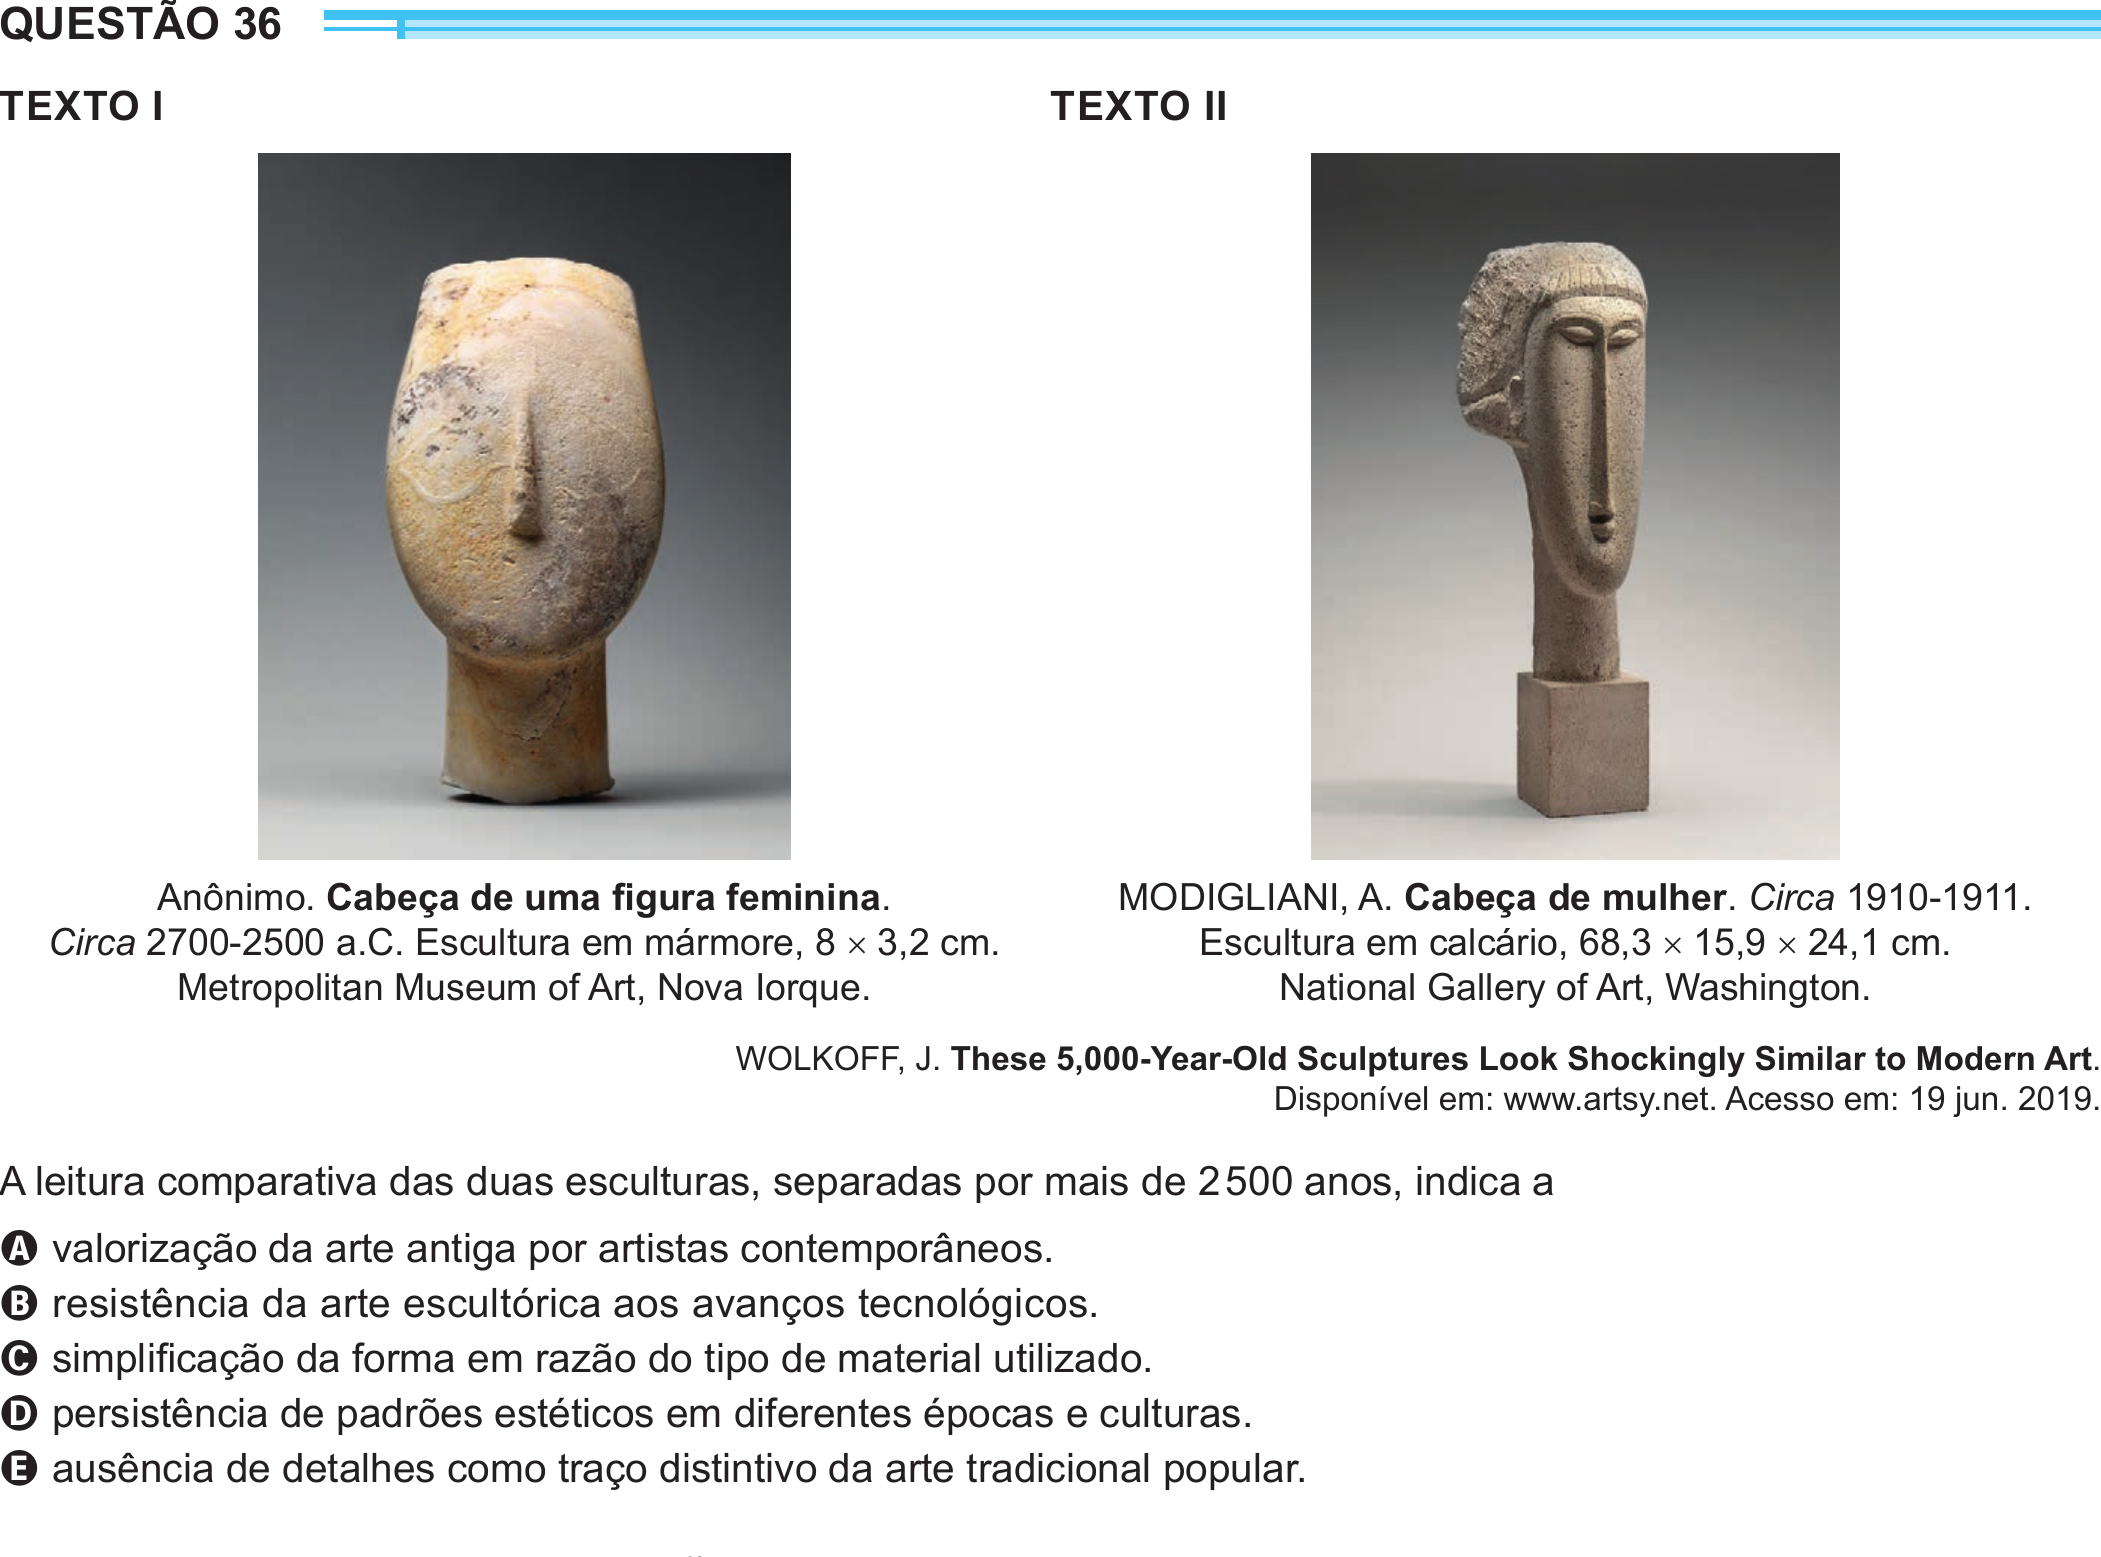 QUESTÃO 36
TEXTO I
TEXTO II
Anônimo. Cabeça de uma figura feminina.
Circa 2700-2500 a.C. Escultura em mármore, 8 × 3,2 cm.
Metropolitan Museum of Art, Nova Iorque.
MODIGLIANI, A. Cabeça de mulher. Circa 1910-1911.
Escultura em calcário, 68,3 × 15,9 × 24,1 cm.
National Gallery of Art, Washington.
WOLKOFF, J. These 5,000-Year-Old Sculptures Look Shockingly Similar to Modern Art.
Disponível em: www.artsy.net. Acesso em: 19 jun. 2019.
A leitura comparativa das duas esculturas, separadas por mais de 2 500 anos, indica a
A valorização da arte antiga por artistas contemporâneos.
B resistência da arte escultórica aos avanços tecnológicos.
C simplificação da forma em razão do tipo de material utilizado.
D persistência de padrões estéticos em diferentes épocas e culturas.
E ausência de detalhes como traço distintivo da arte tradicional popular.